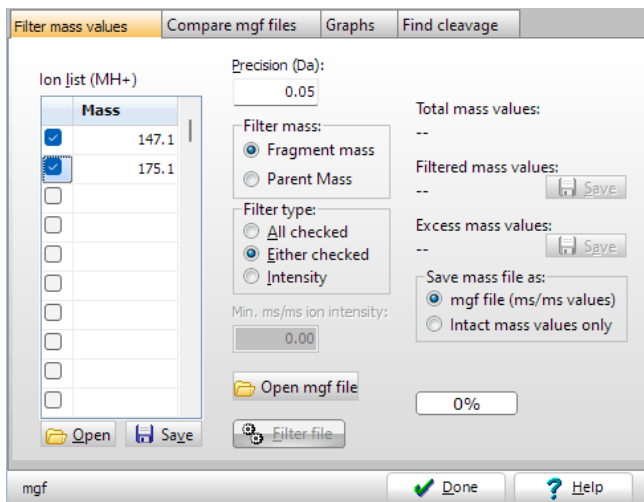 Filter mass values
Compare mgf files
Graphs
Find cleavage
Ion list (MH+)
Mass
147.1
175.1
Open
Save
Precision (Da):
0.05
Filter mass:
Fragment mass
Parent Mass
Filter type:
All checked
Either checked
Intensity
Min. ms/ms ion intensity:
0.00
Open mgf file
Filter file
Total mass values:
--
Filtered mass values:
--
Save
Excess mass values:
--
Save
Save mass file as:
mgf file (ms/ms values)
Intact mass values only
0%
mgf
Done
Help